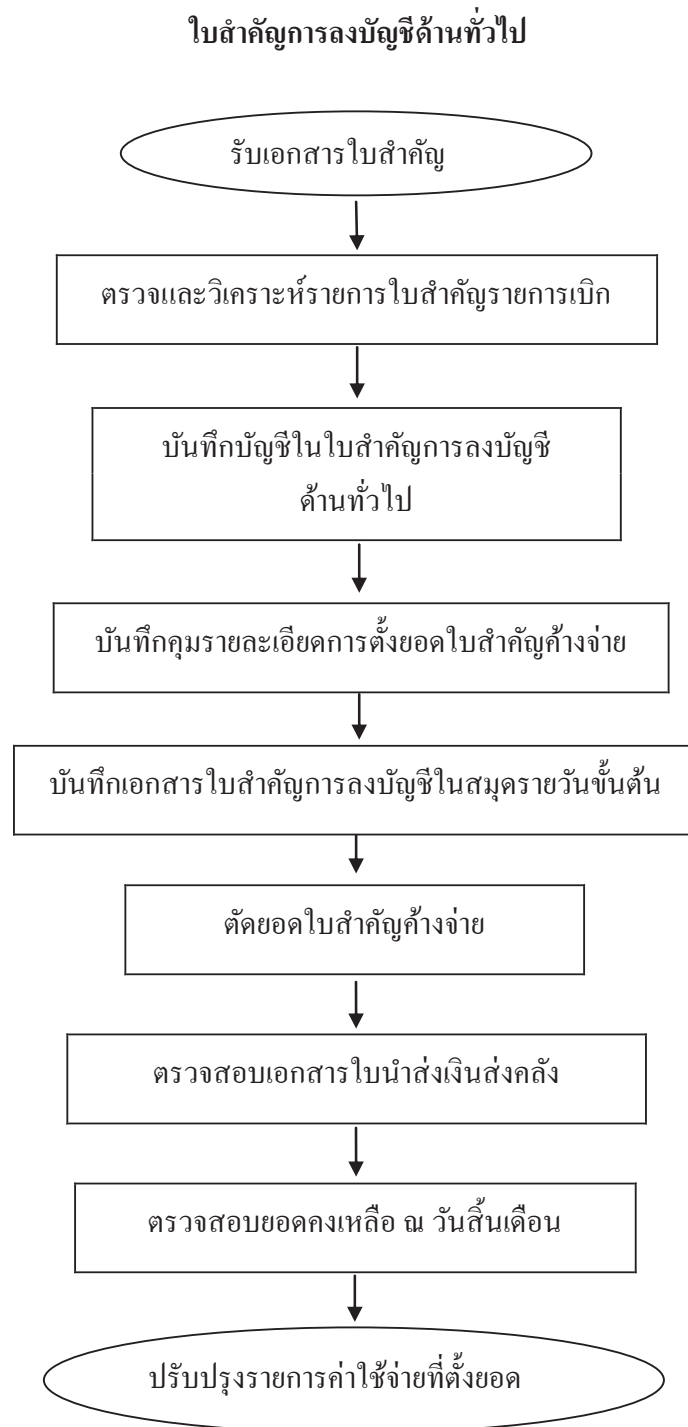 ใบสำคัญการลงบัญชีด้านทั่วไป
รับเอกสารใบสำคัญ
ตรวจและวิเคราะห์รายการใบสำคัญรายการเบิก
บันทึกบัญชีในใบสำคัญการลงบัญชี
ด้านทั่วไป
บันทึกคุมรายละเอียดการตั้งยอดใบสำคัญค้างจ่าย
บันทึกเอกสารใบสำคัญการลงบัญชีในสมุดรายวันขั้นต้น
ตัดยอดใบสำคัญค้างจ่าย
ตรวจสอบเอกสารใบนำส่งเงินส่งคลัง
ตรวจสอบยอดคงเหลือ ณ วันสิ้นเดือน
ปรับปรุงรายการค่าใช้จ่ายที่ตั้งยอด